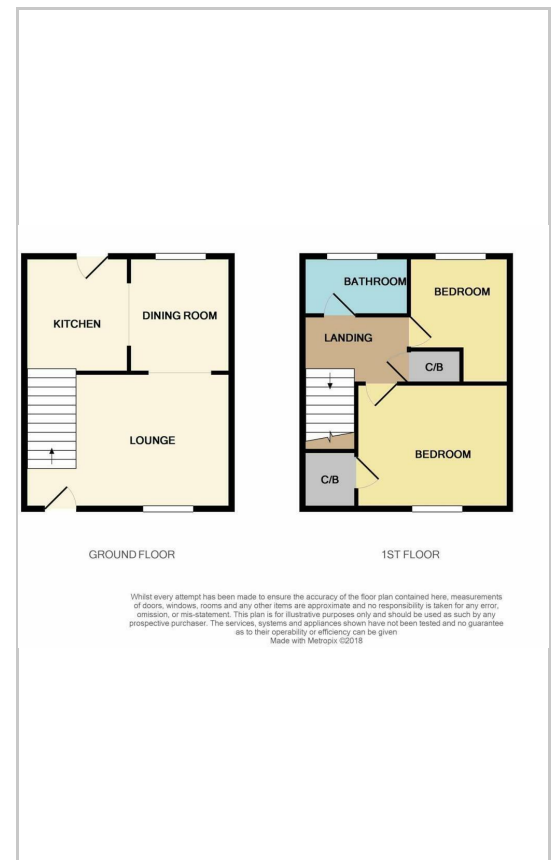 KITCHEN
DINING ROOM
LOUNGE
BATHROOM
BEDROOM
LANDING
C/B
BEDROOM
C/B
GROUND FLOOR
1ST FLOOR
Whilst every attempt has been made to ensure the accuracy of the floor plan contained here, measurements
of doors, windows, rooms and any other items are approximate and no responsibility is taken for any error,
omission, or mis-statement. This plan is for illustrative purposes only and should be used as such by any
prospective purchaser. The services, systems and appliances shown have not been tested and no guarantee
as to their operability or efficiency can be given
Made with Metropix ©2018